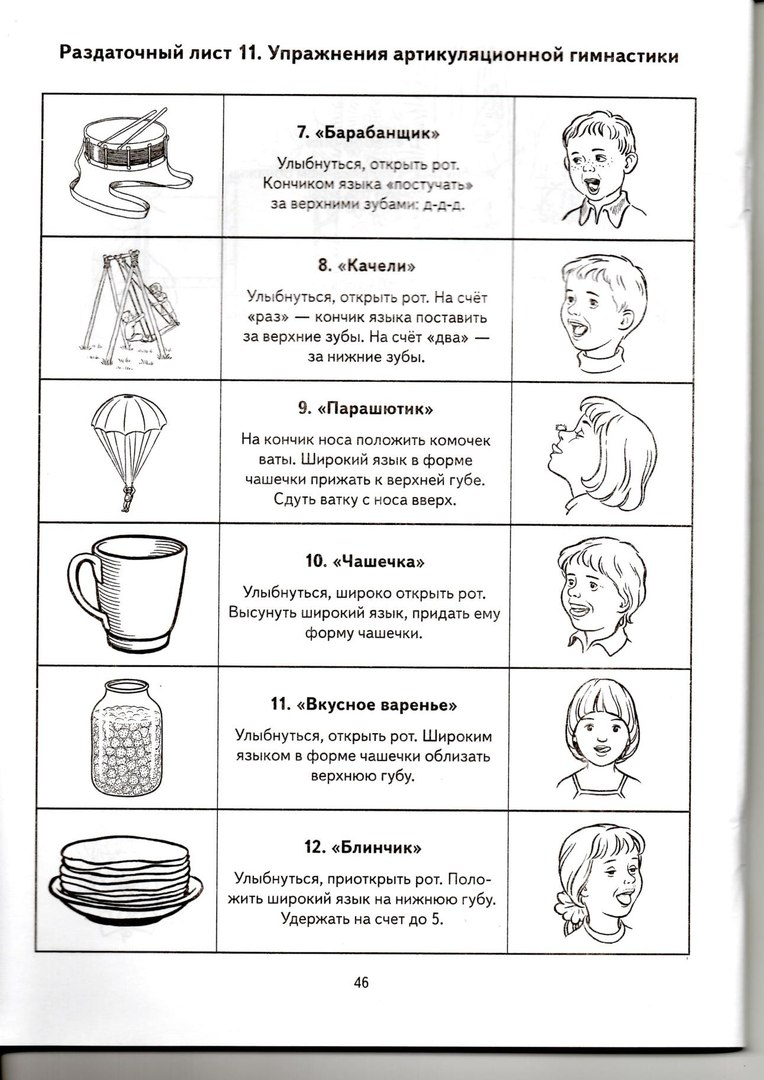 Раздаточный лист 11. Упражнения артикуляционной гимнастики
7. «Барабанщик»
Улыбнуться, открыть рот.
Кончиком языка «постучать»
за верхними зубами: д-д-д.
8. «Качели»
Улыбнуться, открыть рот. На счёт
«раз» — кончик языка поставить
за верхние зубы. На счёт «два» —
за нижние зубы.
9. «Парашютик»
На кончик носа положить комочек
ваты. Широкий язык в форме
чашечки прижать к верхней губе.
Сдуть ватку с носа вверх.
10. «Чашечка»
Улыбнуться, широко открыть рот.
Высунуть широкий язык, придать ему
форму чашечки.
11. «Вкусное варенье»
Улыбнуться, открыть рот. Широким
языком в форме чашечки облизать
верхнюю губу.
12. «Блинчик»
Улыбнуться, приоткрыть рот. Поло-
жить широкий язык на нижнюю губу.
Удержать на счет до 5.
46